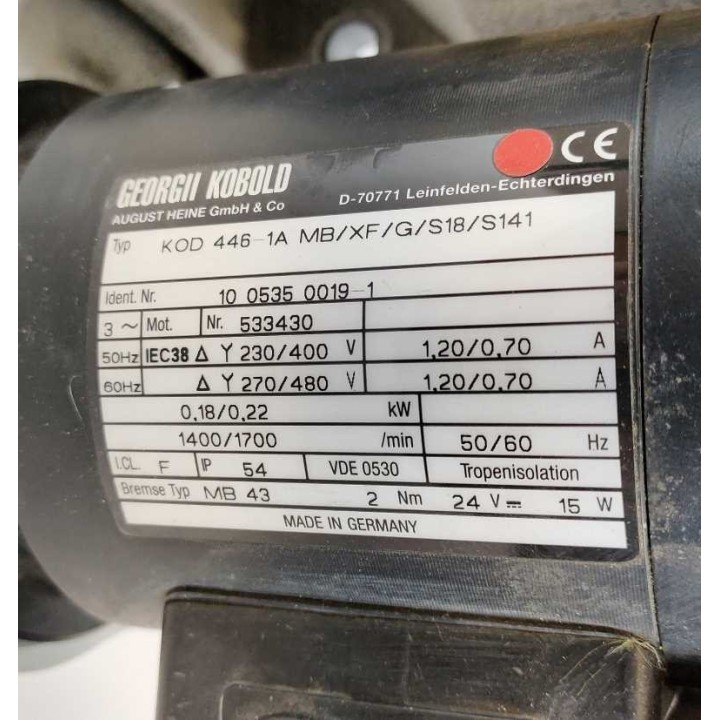 CE
GEORGII KOBOLD
AUGUST HEINE GmbH & Co
D-70771 Leinfelden-Echterdingen
Typ KOD 446-1A MB/XF/G/S18/S141
Ident. Nr. 10 0535 0019-1
3 ~ Mot. Nr. 533430
50Hz IEC38 Δ Y 230/400 V 1,20/0,70 A
60Hz Δ Y 270/480 V 1,20/0,70 A
0,18/0,22 kW
1400/1700 /min 50/60 Hz
I.CL. F IP 54 VDE 0530 Tropenisolation
Bremse Typ MB 43 2 Nm 24 V ⎓ 15 W
MADE IN GERMANY